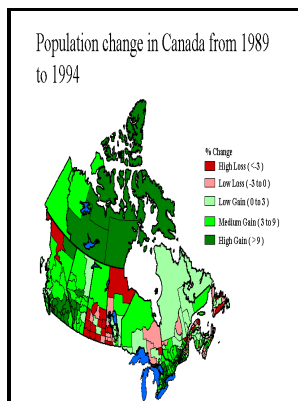 Population change in Canada from 1989
to 1994
% Change
High Loss ( <-3 )
Low Loss ( -3 to 0 )
Low Gain ( 0 to 3 )
Medium Gain ( 3 to 9 )
High Gain ( > 9 )